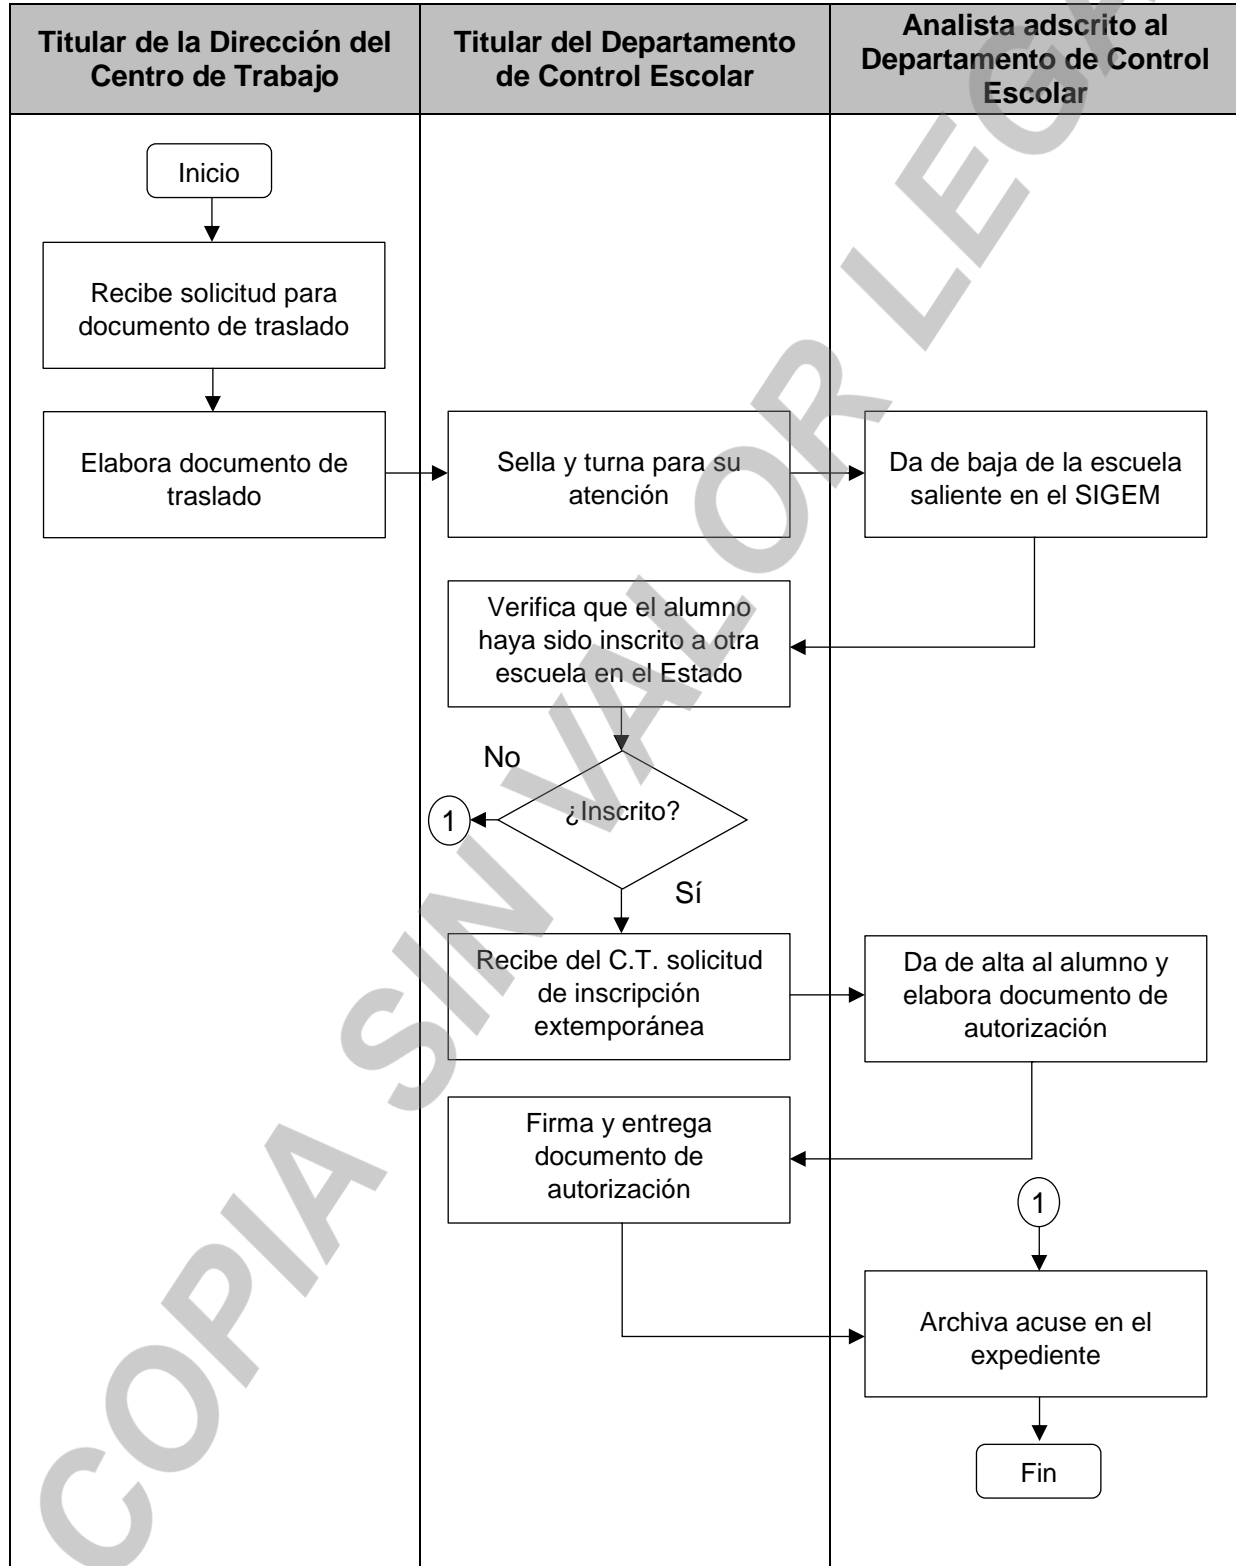 Titular de la Dirección del
Centro de Trabajo
Titular del Departamento
de Control Escolar
Analista adscrito al
Departamento de Control
Escolar
Inicio
Recibe solicitud para
documento de traslado
Elabora documento de
traslado
Sella y turna para su
atención
Da de baja de la escuela
saliente en el SIGEM
Verifica que el alumno
haya sido inscrito a otra
escuela en el Estado
No
¿Inscrito?
1
Sí
Recibe del C.T. solicitud
de inscripción
extemporánea
Da de alta al alumno y
elabora documento de
autorización
Firma y entrega
documento de
autorización
1
Archiva acuse en el
expediente
Fin
COPIA SIN VALOR LEGA